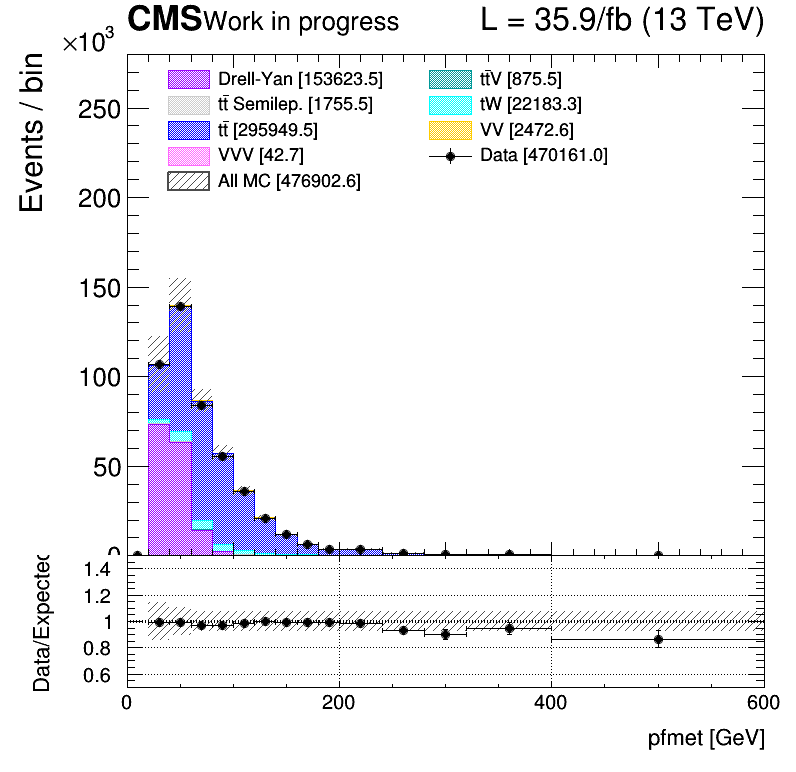 CMS Work in progress L = 35.9/fb (13 TeV)
×10³
Events / bin
250
200
150
100
50
0
Drell-Yan [153623.5]
tt̄ Semilep. [1755.5]
tt̄ [295949.5]
VVV [42.7]
All MC [476902.6]
tt̄V [875.5]
tW [22183.3]
VV [2472.6]
Data [470161.0]
Data/Expected
1.4
1.2
1
0.8
0.6
0 200 400 600
pfmet [GeV]